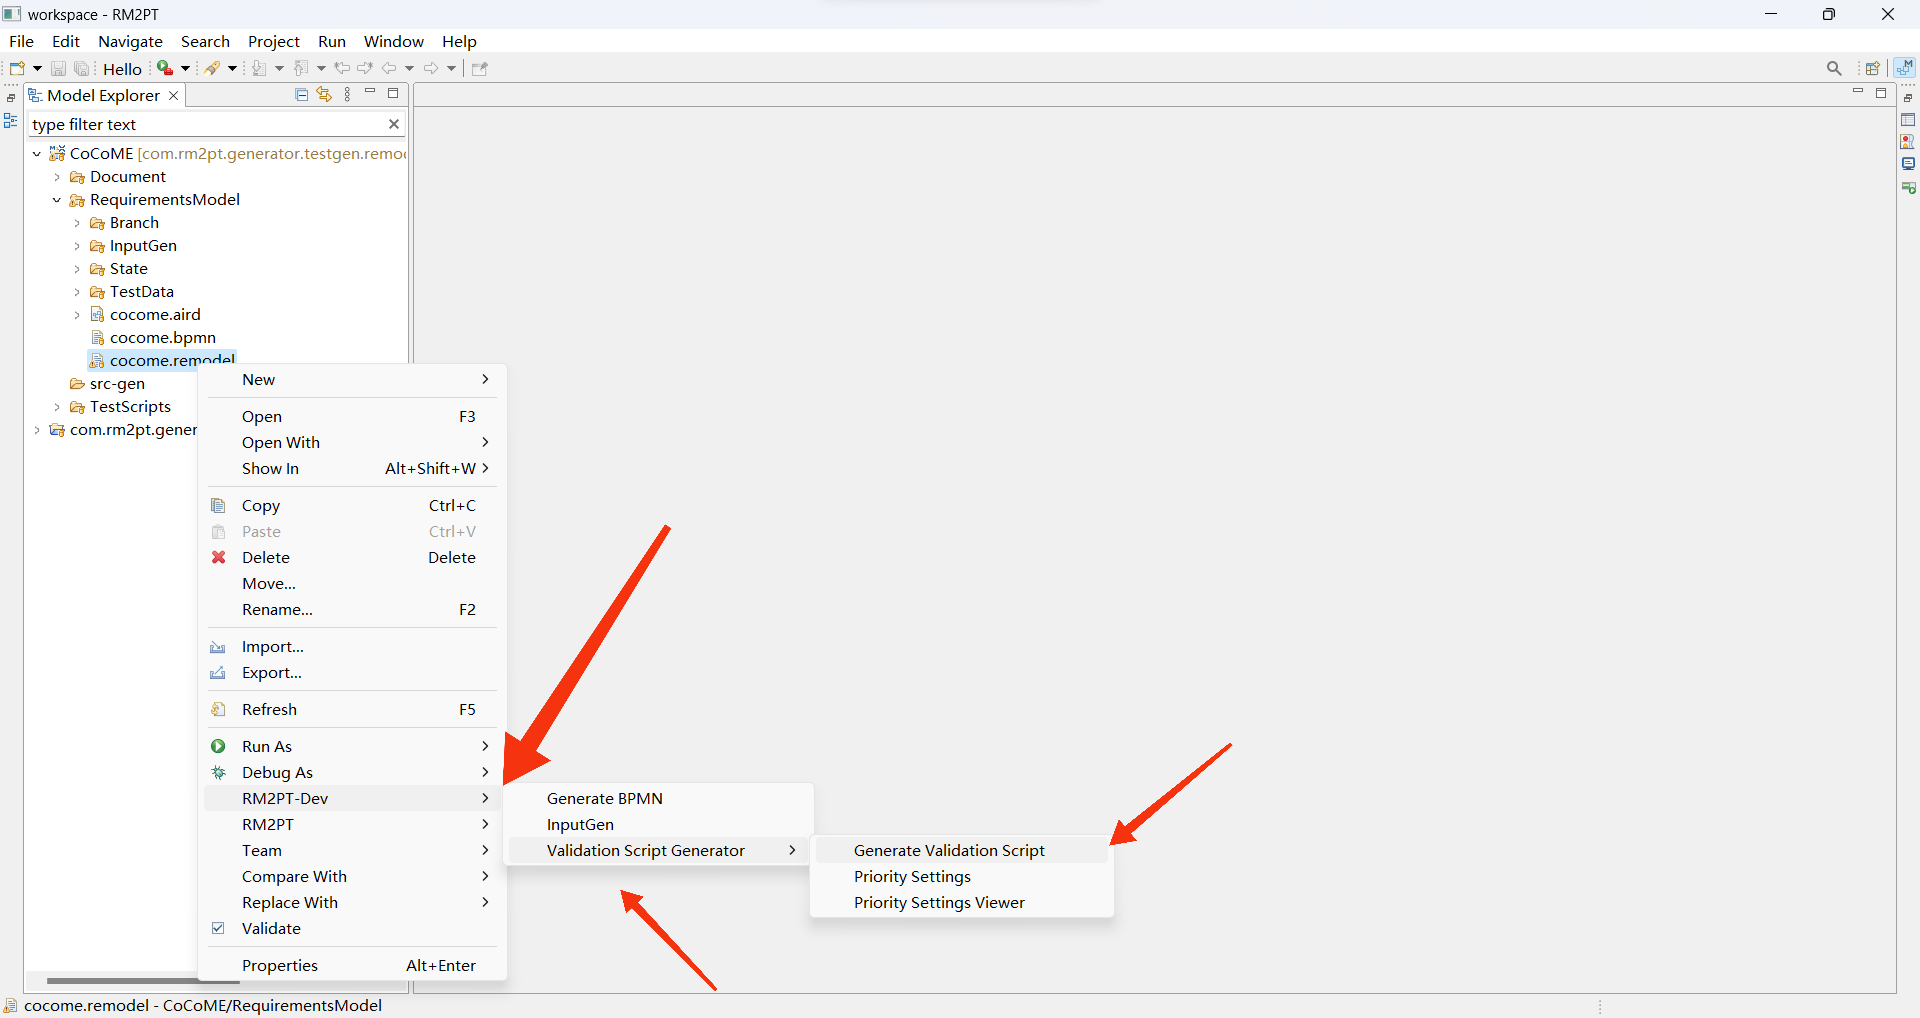 workspace - RM2PT
File Edit Navigate Search Project Run Window Help
Hello
Model Explorer
type filter text
CoCoME [com.rm2pt.generator.testgen.remo
Document
RequirementsModel
Branch
InputGen
State
TestData
cocome.aird
cocome.bpmn
cocome.remodel
src-gen
TestScripts
com.rm2pt.gener
New
Open F3
Open With
Show In Alt+Shift+W
Copy Ctrl+C
Paste Ctrl+V
Delete Delete
Move...
Rename... F2
Import...
Export...
Refresh F5
Run As
Debug As
RM2PT-Dev
RM2PT
Team
Compare With
Replace With
Validate
Properties Alt+Enter
Generate BPMN
InputGen
Validation Script Generator
Generate Validation Script
Priority Settings
Priority Settings Viewer
cocome.remodel - CoCoME/RequirementsModel